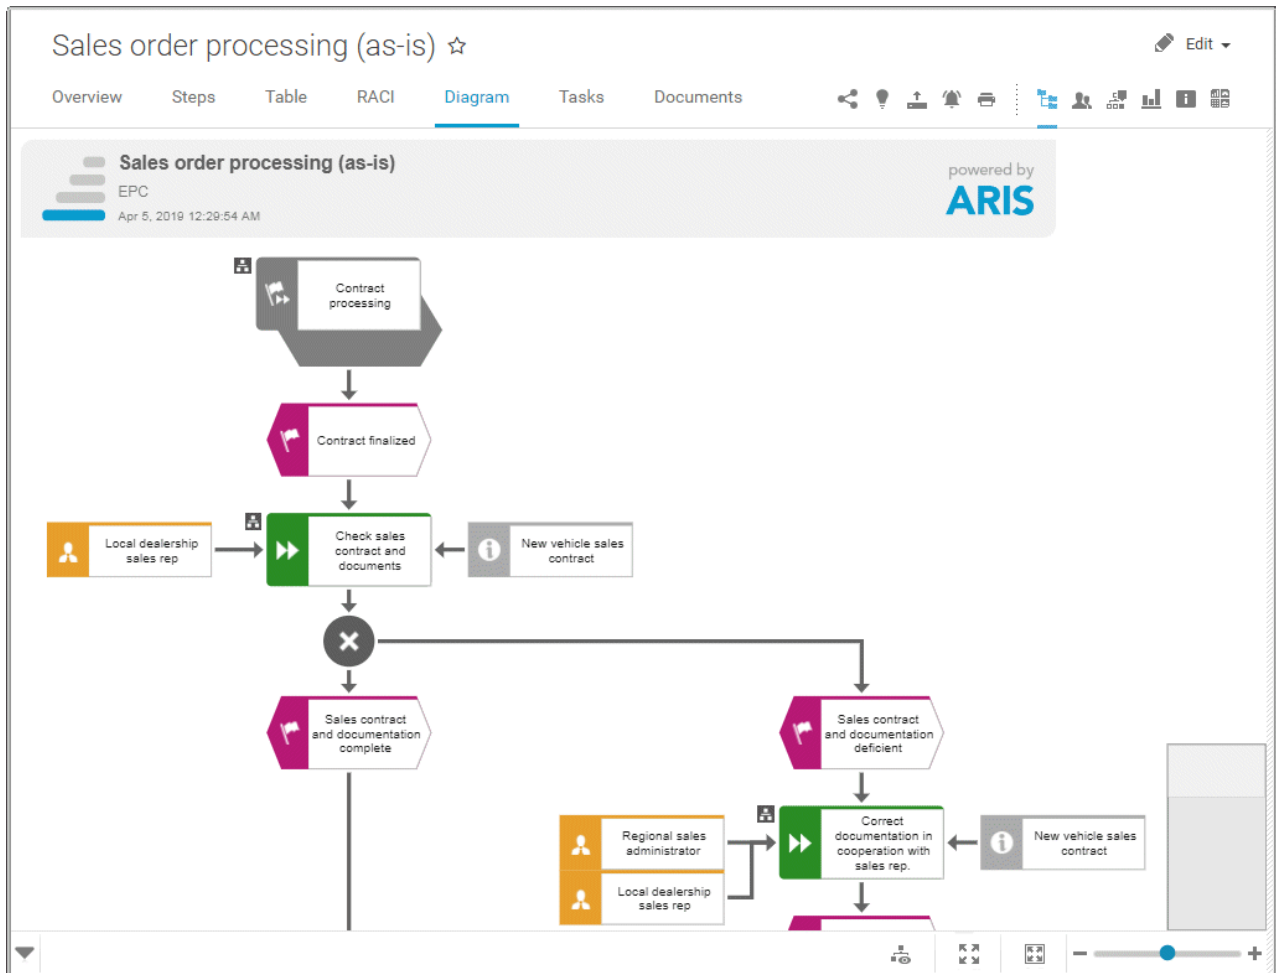 Sales order processing (as-is)
Edit
Overview
Steps
Table
RACI
Diagram
Tasks
Documents
Sales order processing (as-is)
EPC
Apr 5, 2019 12:29:54 AM
powered by
ARIS
Contract
processing
Contract finalized
Local dealership
sales rep
Check sales
contract and
documents
New vehicle sales
contract
Sales contract
and documentation
complete
Sales contract
and documentation
deficient
Regional sales
administrator
Local dealership
sales rep
Correct
documentation in
cooperation with
sales rep.
New vehicle sales
contract